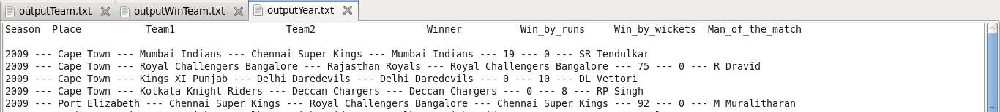 outputTeam.txt outputWinTeam.txt outputYear.txt
Season Place Team1 Team2 Winner Win_by_runs Win_by_wickets Man_of_the_match
2009 --- Cape Town --- Mumbai Indians --- Chennai Super Kings --- Mumbai Indians --- 19 --- 0 --- SR Tendulkar
2009 --- Cape Town --- Royal Challengers Bangalore --- Rajasthan Royals --- Royal Challengers Bangalore --- 75 --- 0 --- R Dravid
2009 --- Cape Town --- Kings XI Punjab --- Delhi Daredevils --- Delhi Daredevils --- 0 --- 10 --- DL Vettori
2009 --- Cape Town --- Kolkata Knight Riders --- Deccan Chargers --- Deccan Chargers --- 0 --- 8 --- RP Singh
2009 --- Port Elizabeth --- Chennai Super Kings --- Royal Challengers Bangalore --- Chennai Super Kings --- 92 --- 0 --- M Muralitharan